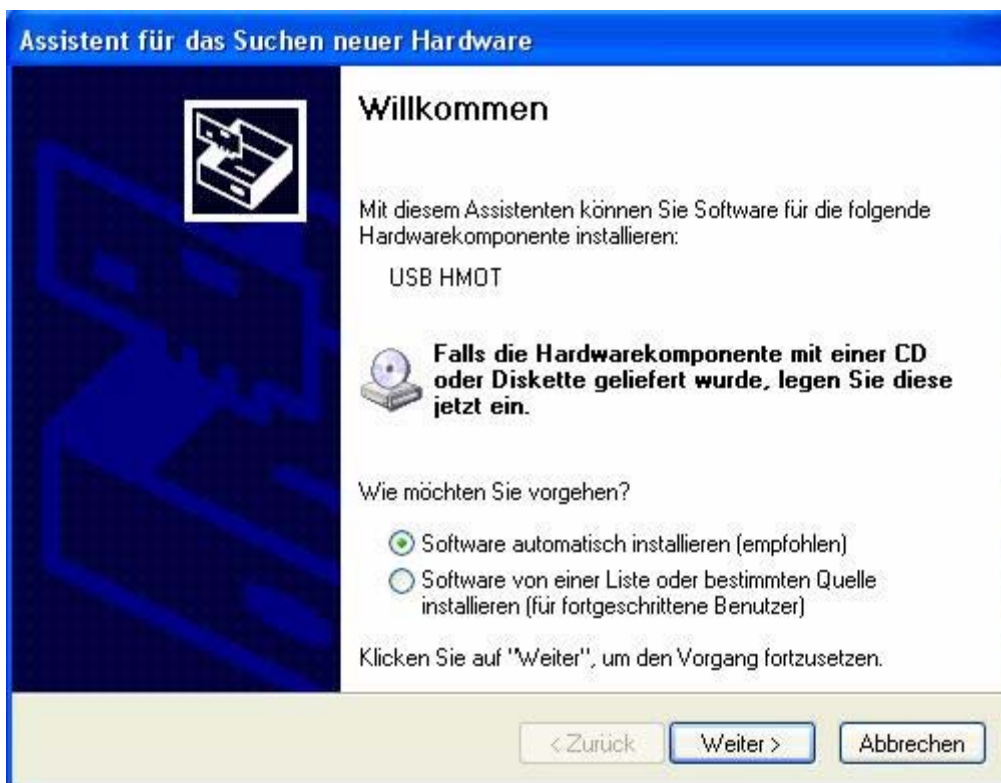 Assistent für das Suchen neuer Hardware
Willkommen
Mit diesem Assistenten können Sie Software für die folgende
Hardwarekomponente installieren:
USB HMOT
Falls die Hardwarekomponente mit einer CD
oder Diskette geliefert wurde, legen Sie diese
jetzt ein.
Wie möchten Sie vorgehen?
Software automatisch installieren (empfohlen)
Software von einer Liste oder bestimmten Quelle
installieren (für fortgeschrittene Benutzer)
Klicken Sie auf "Weiter", um den Vorgang fortzusetzen.
< Zurück Weiter > Abbrechen